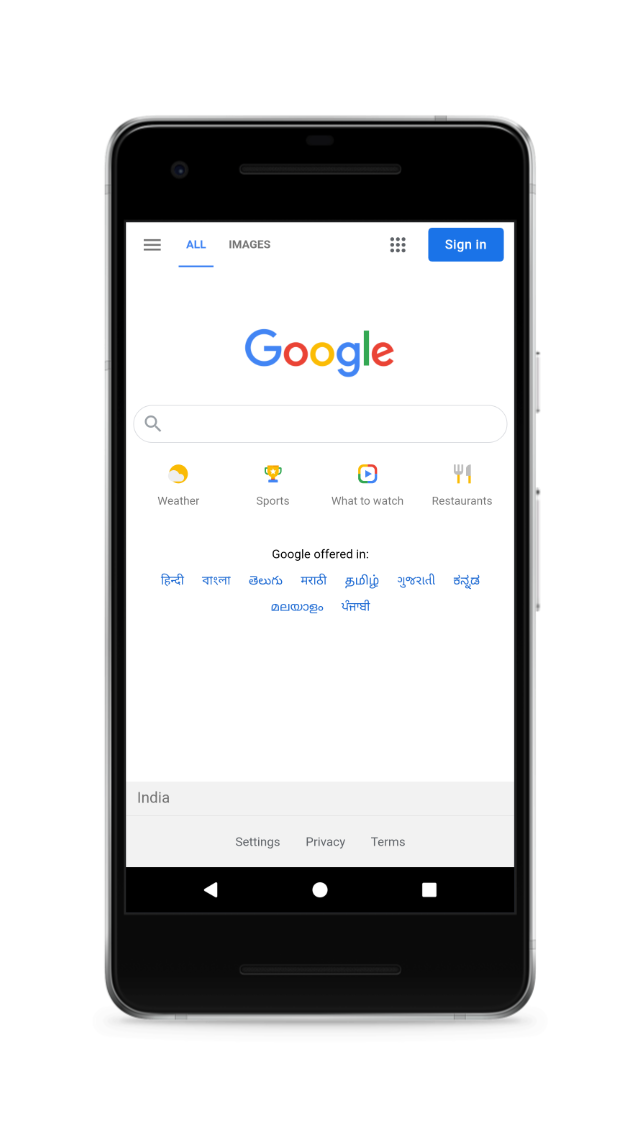 ALL IMAGES Sign in
Google
Weather Sports What to watch Restaurants
Google offered in:
हिन्दी বাংলা తెలుగు मराठी தமிழ் ગુજરાતી ಕನ್ನಡ
മലയാളം ਪੰਜਾਬੀ
India
Settings Privacy Terms